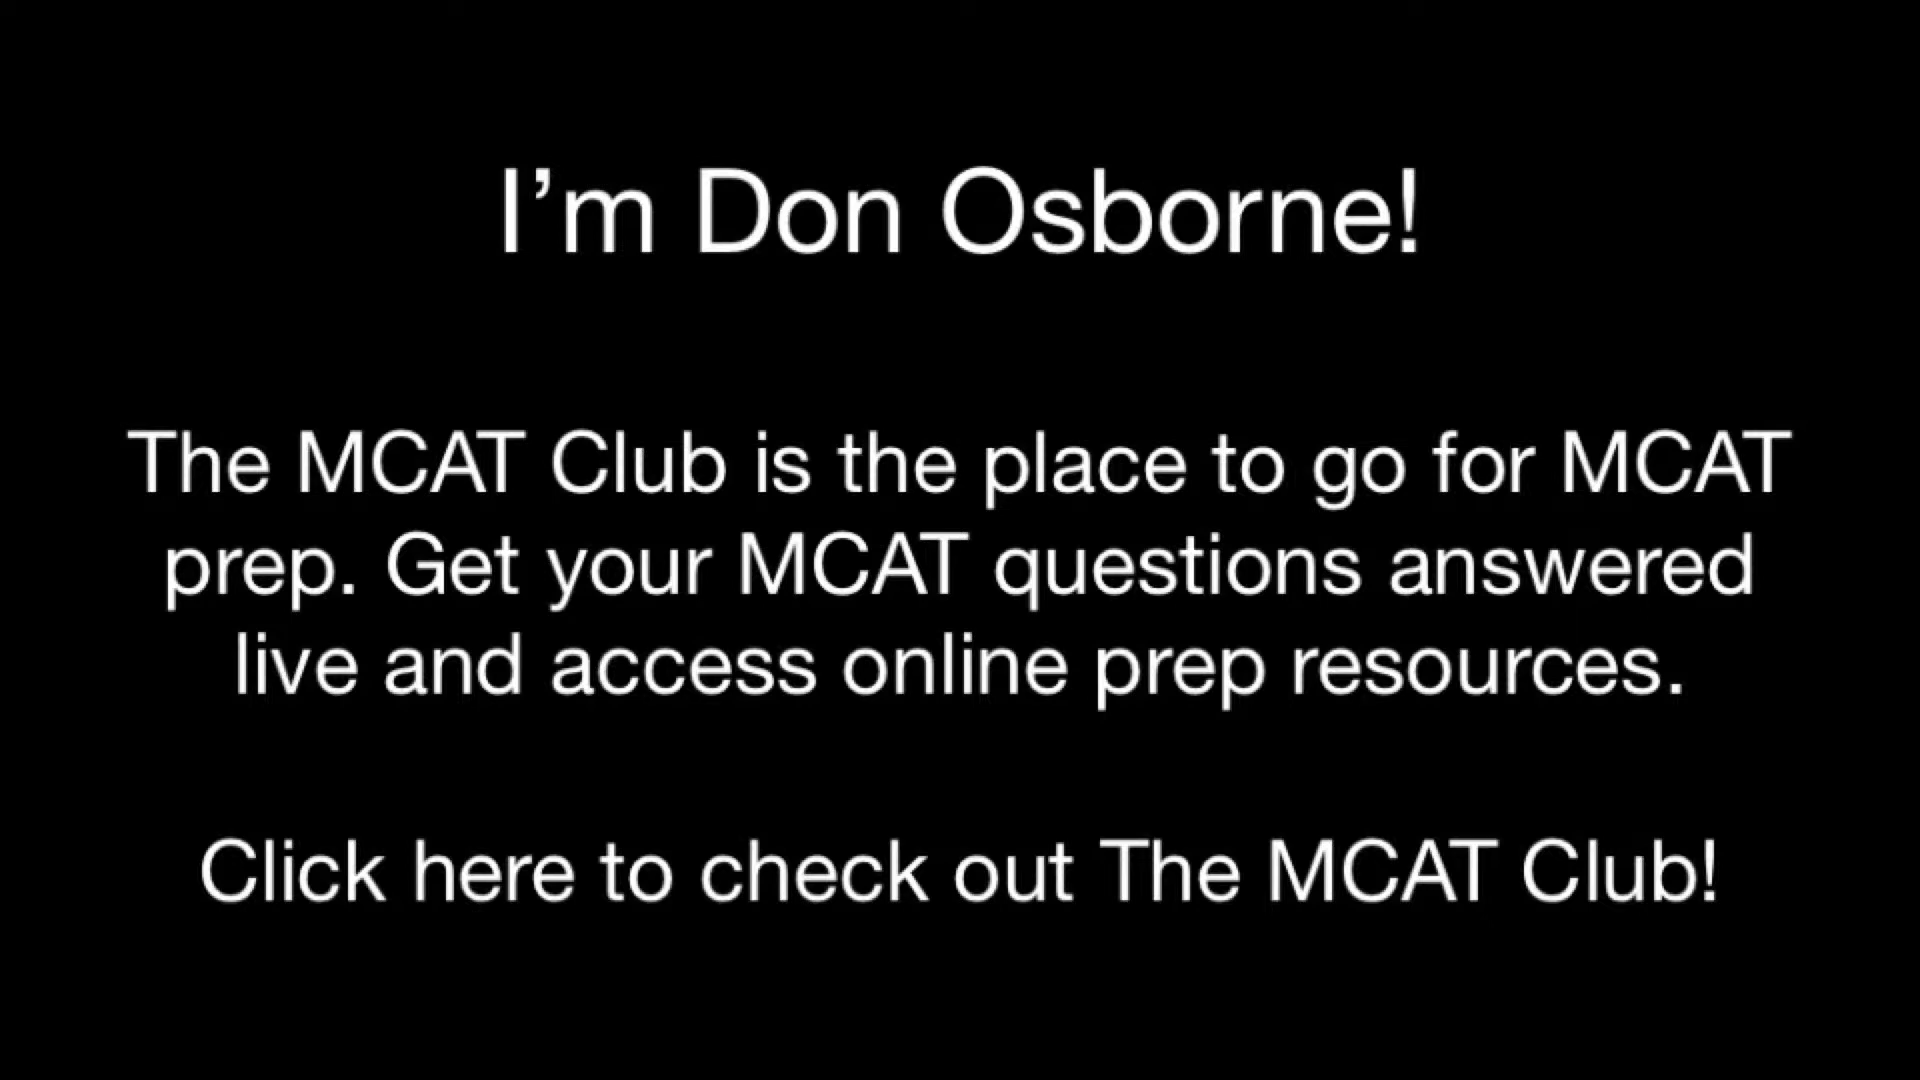 I’m Don Osborne!
The MCAT Club is the place to go for MCAT
prep. Get your MCAT questions answered
live and access online prep resources.
Click here to check out The MCAT Club!